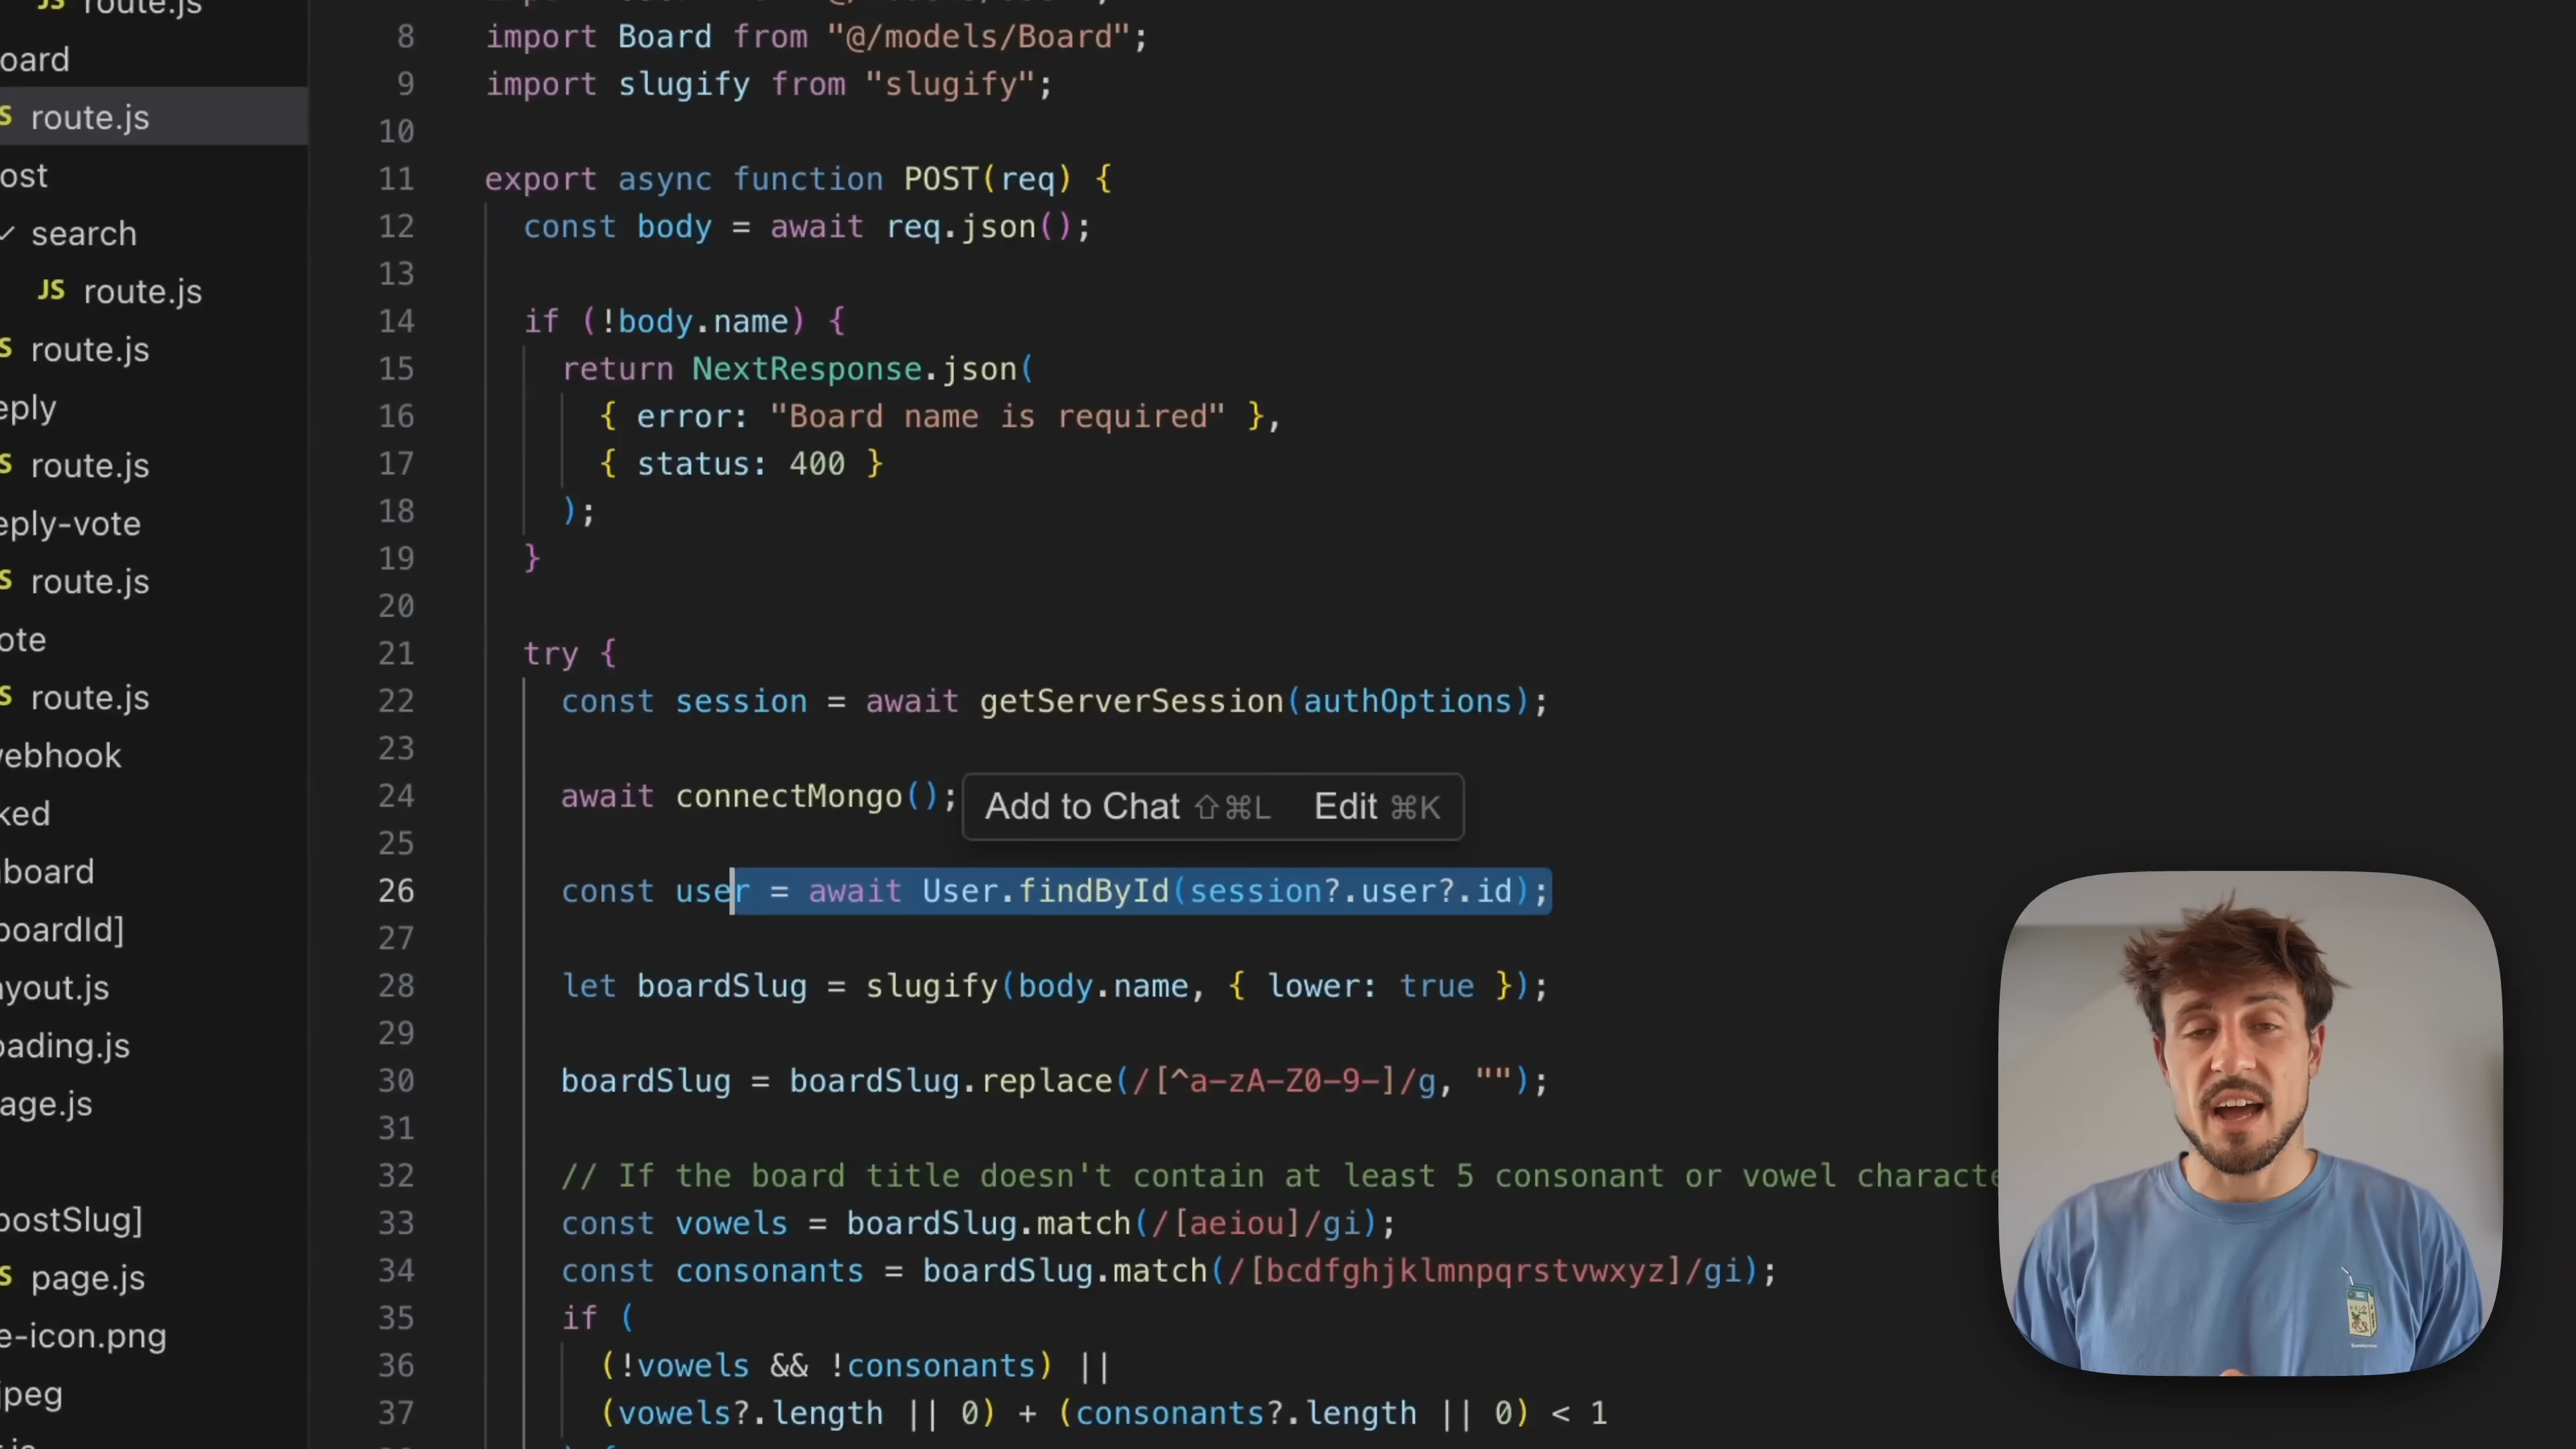 route.js
oard
route.js
ost
search
JS route.js
route.js
eply
route.js
eply-vote
route.js
ote
route.js
webhook
ked
board
boardId]
ayout.js
oading.js
age.js
postSlug]
page.js
e-icon.png
jpeg
8 import Board from "@/models/Board";
9 import slugify from "slugify";
10
11 export async function POST(req) {
12 const body = await req.json();
13
14 if (!body.name) {
15 return NextResponse.json(
16 { error: "Board name is required" },
17 { status: 400 }
18 );
19 }
20
21 try {
22 const session = await getServerSession(authOptions);
23
24 await connectMongo();
Add to Chat ⇧⌘L Edit ⌘K
25
26 const user = await User.findById(session?.user?.id);
27
28 let boardSlug = slugify(body.name, { lower: true });
29
30 boardSlug = boardSlug.replace(/[^a-zA-Z0-9-]/g, "");
31
32 // If the board title doesn't contain at least 5 consonant or vowel characte
33 const vowels = boardSlug.match(/[aeiou]/gi);
34 const consonants = boardSlug.match(/[bcdfghjklmnpqrstvwxyz]/gi);
35 if (
36 (!vowels && !consonants) ||
37 (vowels?.length || 0) + (consonants?.length || 0) < 1